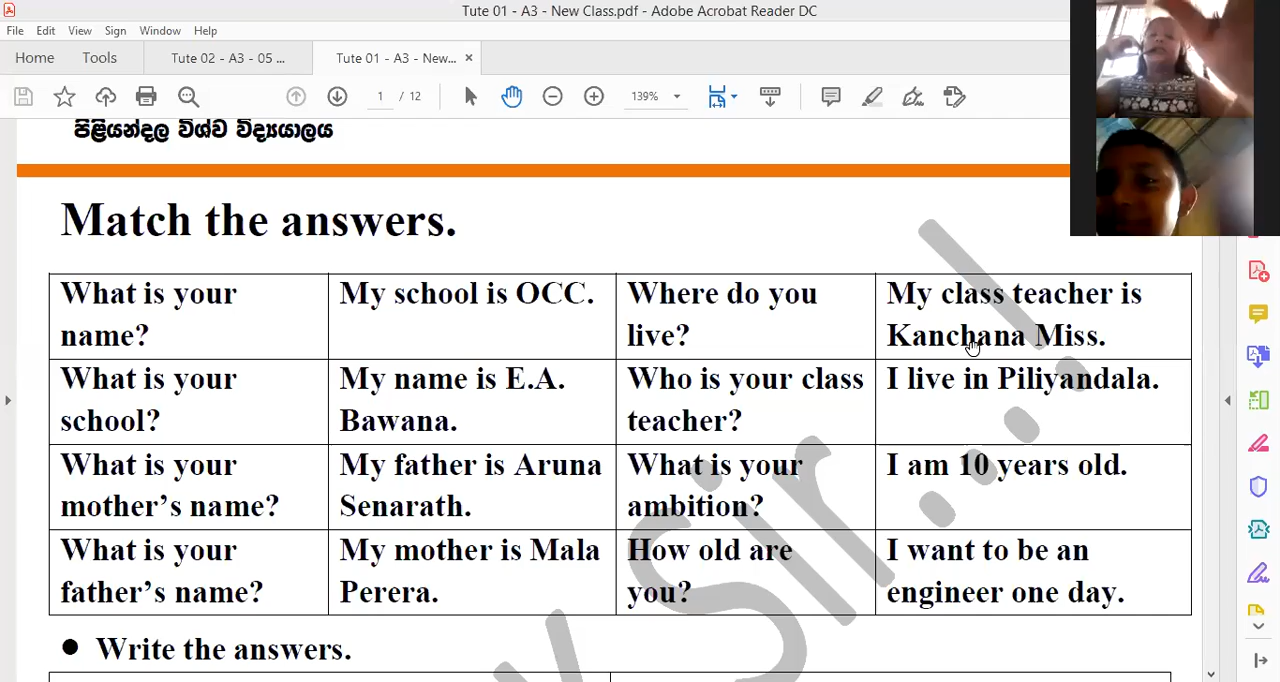 Tute 01 - A3 - New Class.pdf - Adobe Acrobat Reader DC
File Edit View Sign Window Help
Home Tools Tute 02 - A3 - 05 ... Tute 01 - A3 - New... ×
1 / 12 139%
පිළියන්දල විශ්ව විද්‍යාලය
Match the answers.
What is your name? My school is OCC. Where do you live? My class teacher is Kanchana Miss.
What is your school? My name is E.A. Bawana. Who is your class teacher? I live in Piliyandala.
What is your mother's name? My father is Aruna Senarath. What is your ambition? I am 10 years old.
What is your father's name? My mother is Mala Perera. How old are you? I want to be an engineer one day.
● Write the answers.
Sir...!